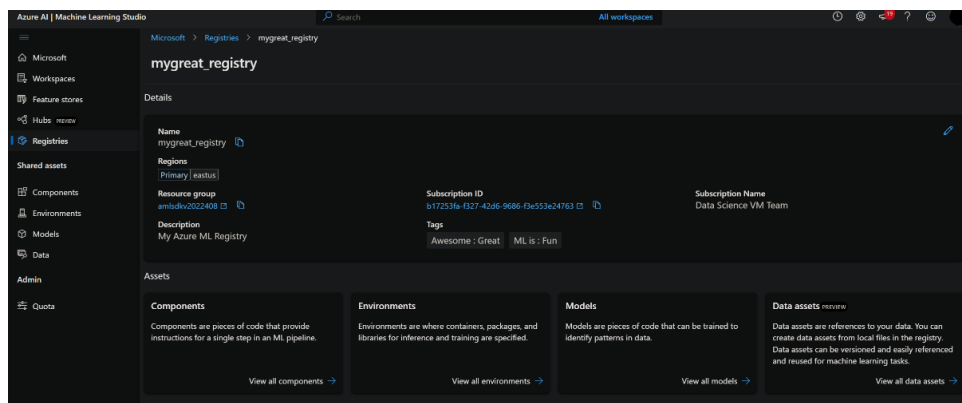 Azure AI | Machine Learning Studio
Search
All workspaces
19
?
Microsoft > Registries > mygreat_registry
Microsoft
Workspaces
Feature stores
Hubs PREVIEW
Registries
Shared assets
Components
Environments
Models
Data
Admin
Quota
mygreat_registry
Details
Name
mygreat_registry
Regions
Primary eastus
Resource group
amlsdkv2022408
Subscription ID
b17253fa-f327-42d6-9686-f3e553e24763
Subscription Name
Data Science VM Team
Description
My Azure ML Registry
Tags
Awesome : Great ML is : Fun
Assets
Components
Components are pieces of code that provide
instructions for a single step in an ML pipeline.
View all components →
Environments
Environments are where containers, packages, and
libraries for inference and training are specified.
View all environments →
Models
Models are pieces of code that can be trained to
identify patterns in data.
View all models →
Data assets PREVIEW
Data assets are references to your data. You can
create data assets from local files in the registry.
Data assets can be versioned and easily referenced
and reused for machine learning tasks.
View all data assets →